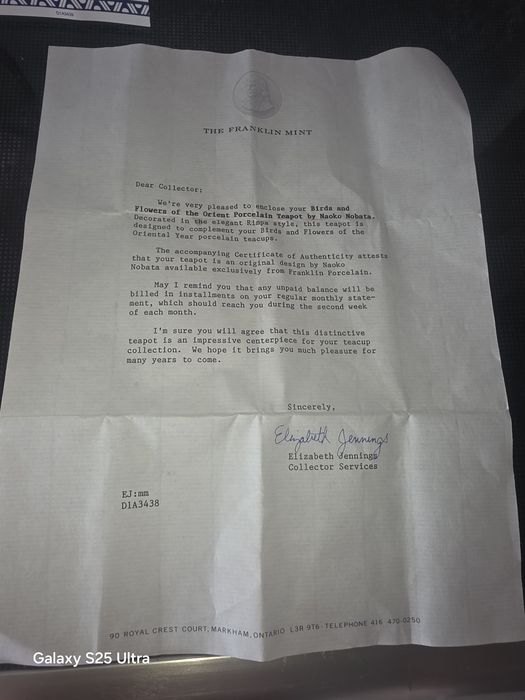 D1A3438
THE FRANKLIN MINT
Dear Collector:
We're very pleased to enclose your Birds and
Flowers of the Orient Porcelain Teapot by Naoko Nobata.
Decorated in the elegant Rimpa style, this teapot is
designed to complement your Birds and Flowers of the
Oriental Year porcelain teacups.
The accompanying Certificate of Authenticity attests
that your teapot is an original design by Naoko
Nobata available exclusively from Franklin Porcelain.
May I remind you that any unpaid balance will be
billed in installments on your regular monthly state-
ment, which should reach you during the second week
of each month.
I'm sure you will agree that this distinctive
teapot is an impressive centerpiece for your teacup
collection. We hope it brings you much pleasure for
many years to come.
Sincerely,
Elizabeth Jennings
Elizabeth Jennings
Collector Services
EJ:mm
D1A3438
90 ROYAL CREST COURT, MARKHAM, ONTARIO L3R 9T6 TELEPHONE 416 470-0250
Galaxy S25 Ultra